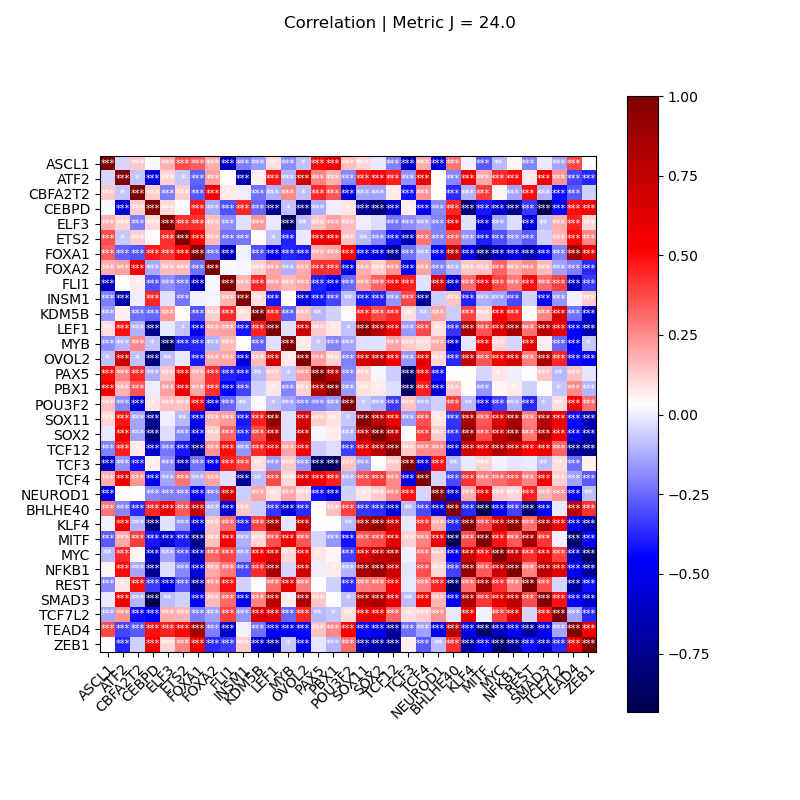 Correlation | Metric J = 24.0
ASCL1
ATF2
CBFA2T2
CEBPD
ELF3
ETS2
FOXA1
FOXA2
FLI1
INSM1
KDM5B
LEF1
MYB
OVOL2
PAX5
PBX1
POU3F2
SOX11
SOX2
TCF12
TCF3
TCF4
NEUROD1
BHLHE40
KLF4
MITF
MYC
NFKB1
REST
SMAD3
TCF7L2
TEAD4
ZEB1
ASCL1
ATF2
CBFA2T2
CEBPD
ELF3
ETS2
FOXA1
FOXA2
FLI1
INSM1
KDM5B
LEF1
MYB
OVOL2
PAX5
PBX1
POU3F2
SOX11
SOX2
TCF12
TCF3
TCF4
NEUROD1
BHLHE40
KLF4
MITF
MYC
NFKB1
REST
SMAD3
TCF7L2
TEAD4
ZEB1
1.00
0.75
0.50
0.25
0.00
−0.25
−0.50
−0.75